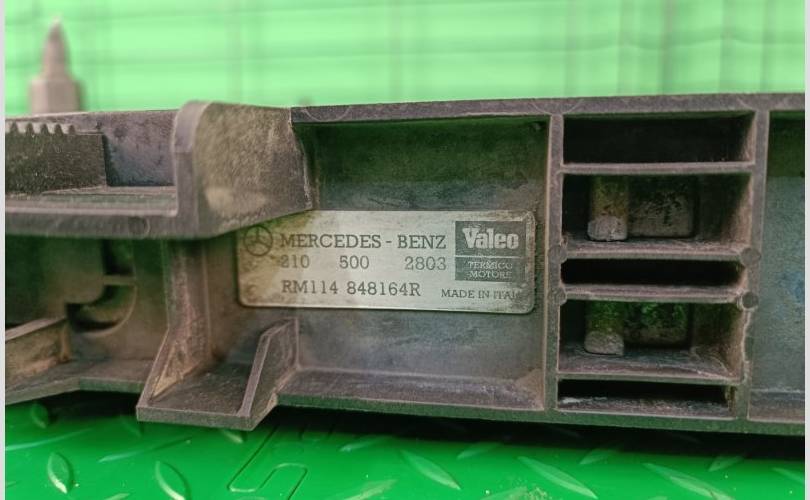 MERCEDES - BENZ
210 500 2803
RM114 848164R
Valeo
TERMICO
MOTORE
MADE IN ITALY